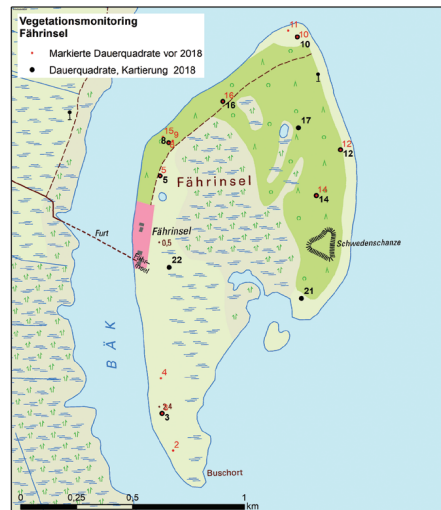 Vegetationsmonitoring
Fährinsel
Markierte Dauerquadrate vor 2018
Dauerquadrate, Kartierung 2018
11
10
10
16
16
17
15
9
8
12
12
5
5
Fährinsel
14
14
Furt
Fährinsel
0,5
Schwedenschanze
22
21
BÄK
4
3
2
Buschort
0
0,25
0,5
1
km